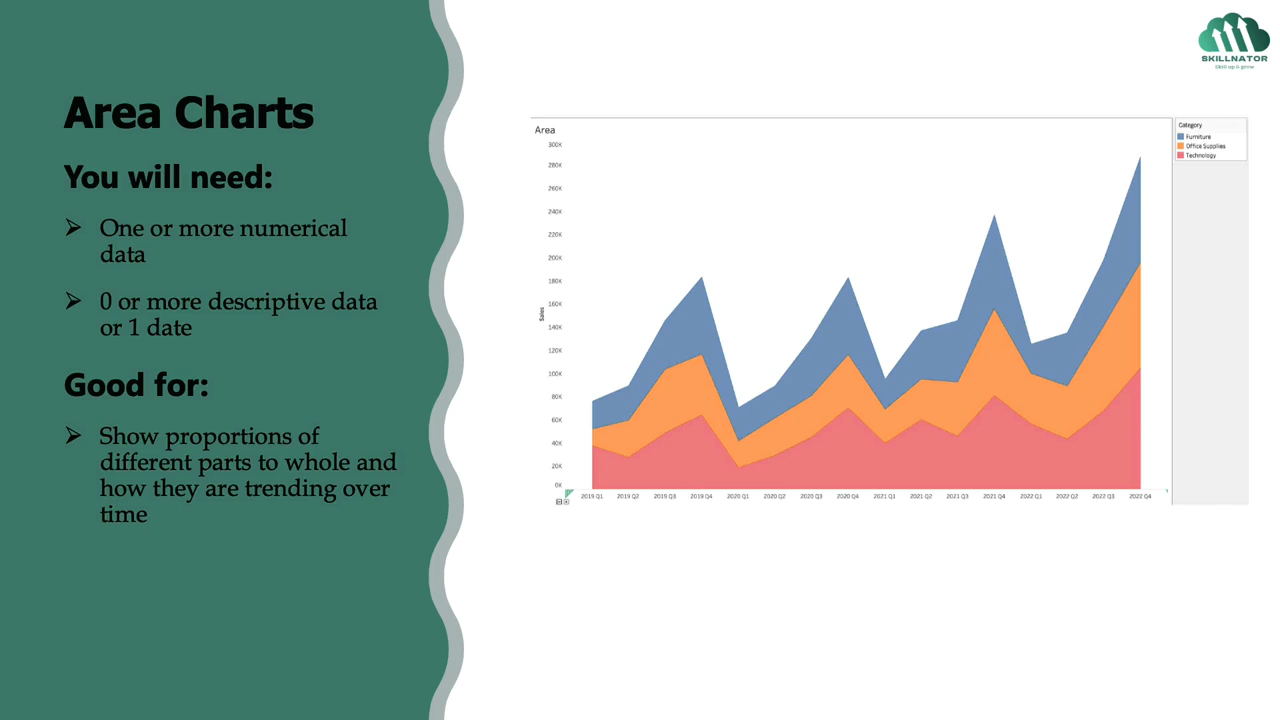 SKILLNATOR
Skill up & grow
Area Charts
You will need:
➢ One or more numerical
data
➢ 0 or more descriptive data
or 1 date
Good for:
➢ Show proportions of
different parts to whole and
how they are trending over
time
Area
300K
280K
260K
240K
220K
200K
180K
160K
140K
120K
100K
80K
60K
40K
20K
0K
Sales
2019 Q1 2019 Q2 2019 Q3 2019 Q4 2020 Q1 2020 Q2 2020 Q3 2020 Q4 2021 Q1 2021 Q2 2021 Q3 2021 Q4 2022 Q1 2022 Q2 2022 Q3 2022 Q4
Category
Furniture
Office Supplies
Technology